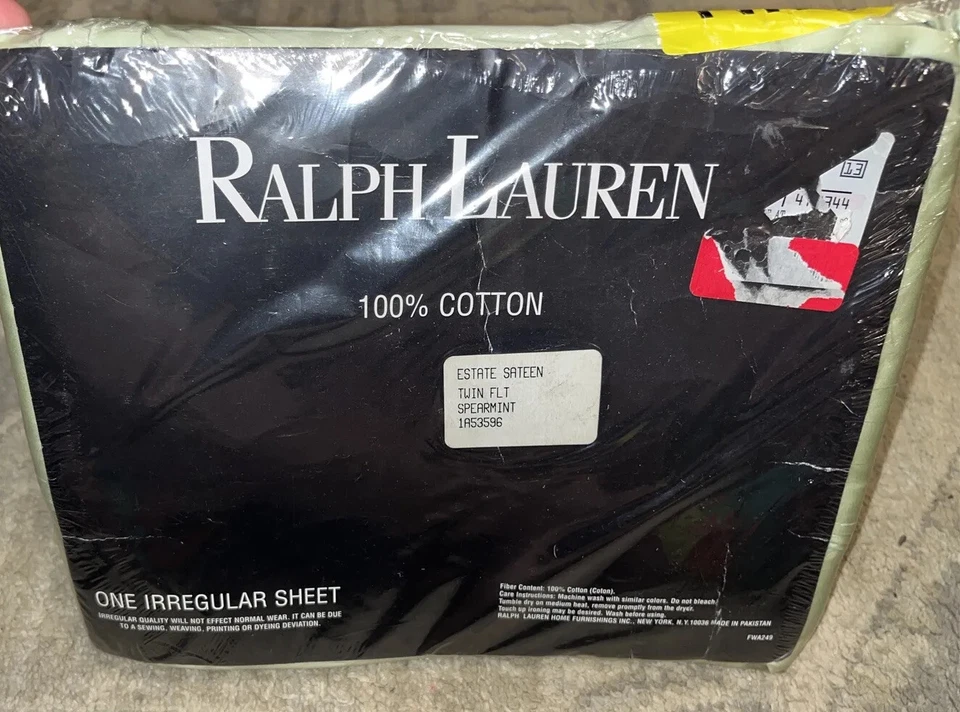 RALPH LAUREN
13
744
100% COTTON
ESTATE SATEEN
TWIN FLT
SPEARMINT
1A53596
ONE IRREGULAR SHEET
IRREGULAR QUALITY WILL NOT EFFECT NORMAL WEAR. IT CAN BE DUE
TO A SEWING, WEAVING, PRINTING OR DYEING DEVIATION.
Fiber Content: 100% Cotton (Coton).
Care Instructions: Machine wash with similar colors. Do not bleach
Tumble dry on medium heat, remove promptly from the dryer.
Touch up ironing may be desired. Wash before using.
RALPH LAUREN HOME FURNISHINGS INC., NEW YORK, N.Y. 10036 MADE IN PAKISTAN
FWA249